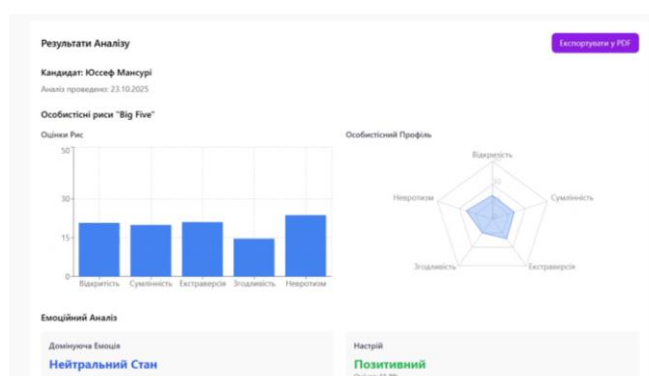 Результати Аналізу
Експортувати у PDF
Кандидат: Юссеф Мансурі
Аналіз проведено: 23.10.2025
Особистісні риси "Big Five"
Оцінки Рис
Особистісний Профіль
50
30
15
0
Відкритість Сумлінність Екстраверсія Згодливість Невротизм
Відкритість
Невротизм
Сумлінність
Згодливість
Екстраверсія
Емоційний Аналіз
Домінуюча Емоція
Настрій
Нейтральний Стан
Позитивний